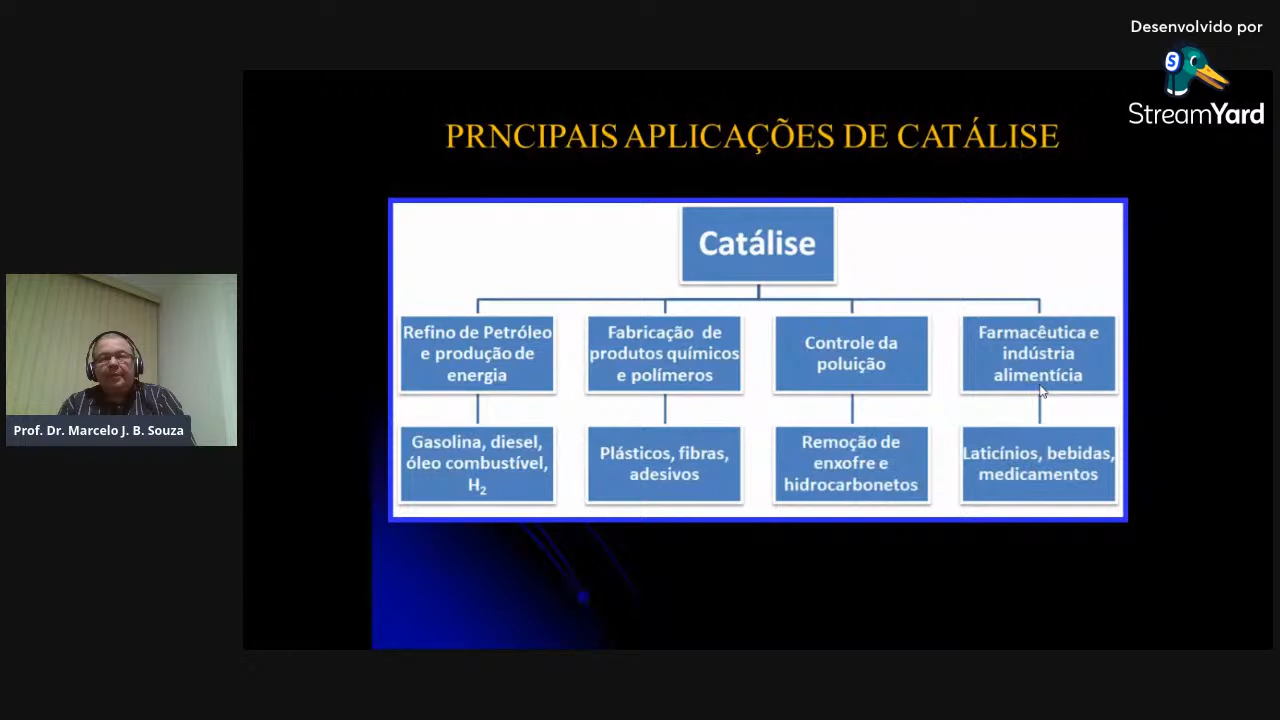 Desenvolvido por
StreamYard
PRNCIPAIS APLICAÇÕES DE CATÁLISE
Catálise
Refino de Petróleo
e produção de
energia
Fabricação de
produtos químicos
e polímeros
Controle da
poluição
Farmacêutica e
indústria
alimentícia
Gasolina, diesel,
óleo combustível,
H₂
Plásticos, fibras,
adesivos
Remoção de
enxofre e
hidrocarbonetos
Laticínios, bebidas,
medicamentos
Prof. Dr. Marcelo J. B. Souza